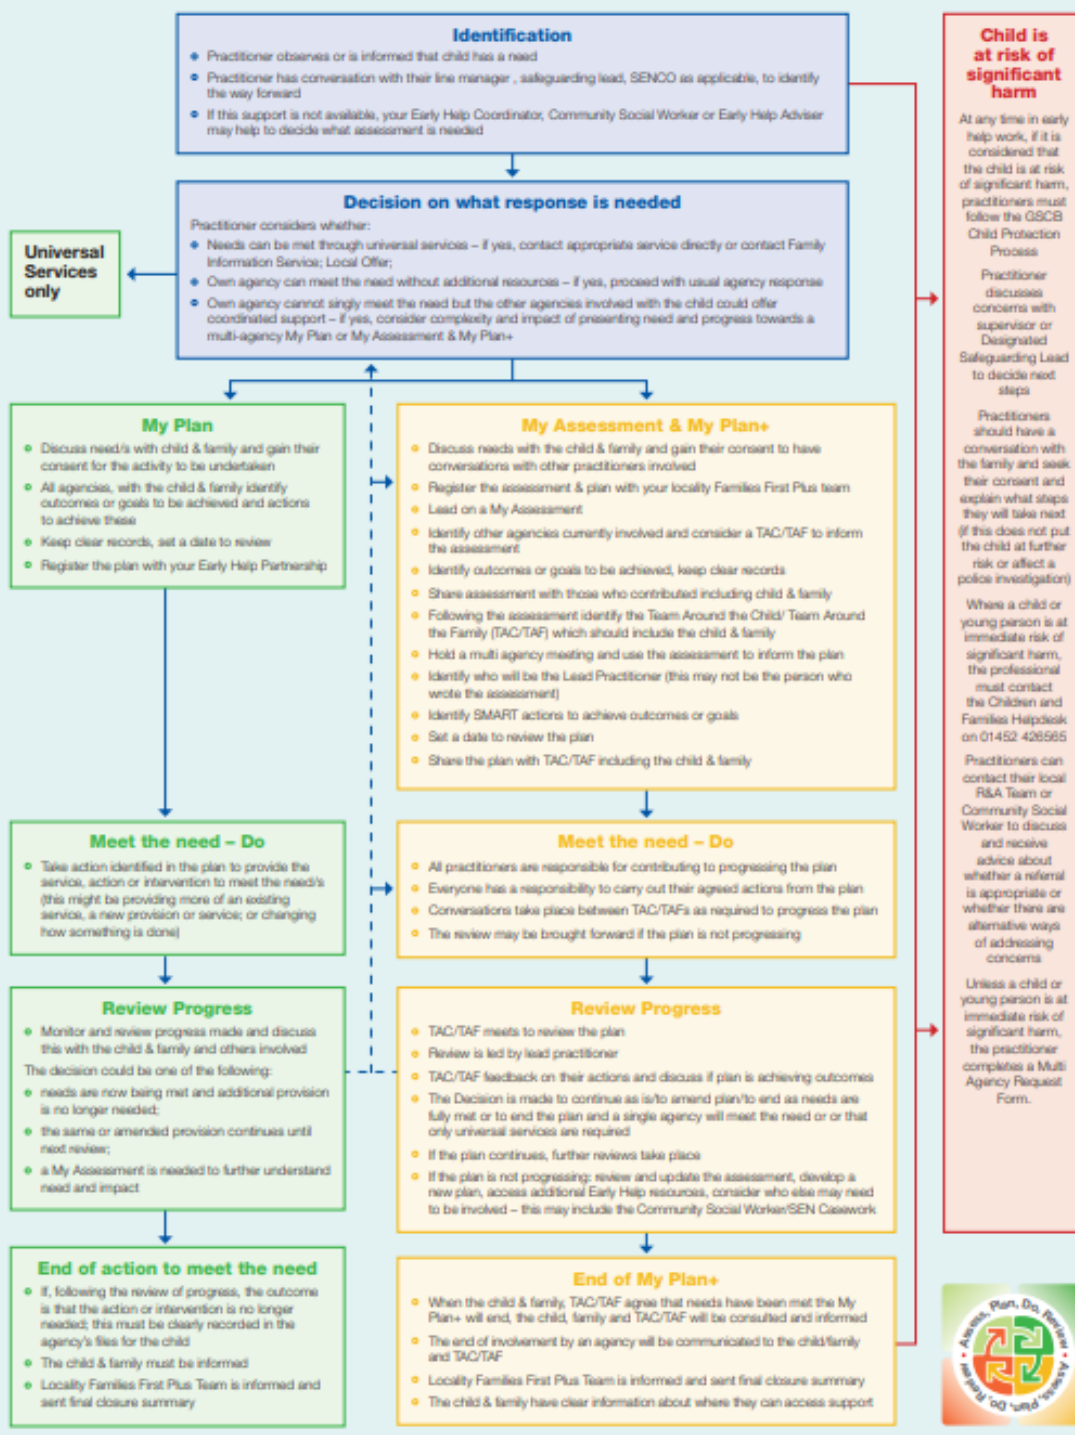 Identification
Practitioner observes or is informed that child has a need
Practitioner has conversation with their line manager , safeguarding lead, SENCO as applicable, to identify
the way forward
If this support is not available, your Early Help Coordinator, Community Social Worker or Early Help Adviser
may help to decide what assessment is needed
Decision on what response is needed
Practitioner considers whether:
Needs can be met through universal services – if yes, contact appropriate service directly or contact Family
Information Service; Local Offer;
Own agency can meet the need without additional resources – if yes, proceed with usual agency response
Own agency cannot singly meet the need but the other agencies involved with the child could offer
coordinated support – if yes, consider complexity and impact of presenting need and progress towards a
multi-agency My Plan or My Assessment & My Plan+
Universal
Services
only
My Plan
Discuss need/s with child & family and gain their
consent for the activity to be undertaken
All agencies, with the child & family identify
outcomes or goals to be achieved and actions
to achieve these
Keep clear records, set a date to review
Register the plan with your Early Help Partnership
Meet the need – Do
Take action identified in the plan to provide the
service, action or intervention to meet the need/s
(this might be providing more of an existing
service, a new provision or service; or changing
how something is done)
Review Progress
Monitor and review progress made and discuss
this with the child & family and others involved
The decision could be one of the following:
needs are now being met and additional provision
is no longer needed;
the same or amended provision continues until
next review;
a My Assessment is needed to further understand
need and impact
End of action to meet the need
If, following the review of progress, the outcome
is that the action or intervention is no longer
needed; this must be clearly recorded in the
agency's files for the child
The child & family must be informed
Locality Families First Plus Team is informed and
sent final closure summary
My Assessment & My Plan+
Discuss needs with the child & family and gain their consent to have
conversations with other practitioners involved
Register the assessment & plan with your locality Families First Plus team
Lead on a My Assessment
Identify other agencies currently involved and consider a TAC/TAF to inform
the assessment
Identify outcomes or goals to be achieved, keep clear records
Share assessment with those who contributed including child & family
Following the assessment identify the Team Around the Child/ Team Around
the Family (TAC/TAF) which should include the child & family
Hold a multi agency meeting and use the assessment to inform the plan
Identify who will be the Lead Practitioner (this may not be the person who
wrote the assessment)
Identify SMART actions to achieve outcomes or goals
Set a date to review the plan
Share the plan with TAC/TAF including the child & family
Meet the need – Do
All practitioners are responsible for contributing to progressing the plan
Everyone has a responsibility to carry out their agreed actions from the plan
Conversations take place between TAC/TAFs as required to progress the plan
The review may be brought forward if the plan is not progressing
Review Progress
TAC/TAF meets to review the plan
Review is led by lead practitioner
TAC/TAF feedback on their actions and discuss if plan is achieving outcomes
The Decision is made to continue as is/to amend plan/to end as needs are
fully met or to end the plan and a single agency will meet the need or or that
only universal services are required
If the plan continues, further reviews take place
If the plan is not progressing: review and update the assessment, develop a
new plan, access additional Early Help resources, consider who else may need
to be involved – this may include the Community Social Worker/SEN Casework
End of My Plan+
When the child & family, TAC/TAF agree that needs have been met the My
Plan+ will end, the child, family and TAC/TAF will be consulted and informed
The end of involvement by an agency will be communicated to the child/family
and TAC/TAF
Locality Families First Plus Team is informed and sent final closure summary
The child & family have clear information about where they can access support
Child is
at risk of
significant
harm
At any time in early
help work, if it is
considered that
the child is at risk
of significant harm,
practitioners must
follow the GSCB
Child Protection
Process
Practitioner
discusses
concerns with
supervisor or
Designated
Safeguarding Lead
to decide next
steps
Practitioners
should have a
conversation with
the family and seek
their consent and
explain what steps
they will take next
(if this does not put
the child at further
risk or affect a
police investigation)
Where a child or
young person is at
immediate risk of
significant harm,
the professional
must contact
the Children and
Families Helpdesk
on 01452 426565
Practitioners can
contact their local
R&A Team or
Community Social
Worker to discuss
and receive
advice about
whether a referral
is appropriate or
whether there are
alternative ways
of addressing
concerns
Unless a child or
young person is at
immediate risk of
significant harm,
the practitioner
completes a Multi
Agency Request
Form.
Assess, Plan, Do, Review • Assess, Plan, Do, Review •